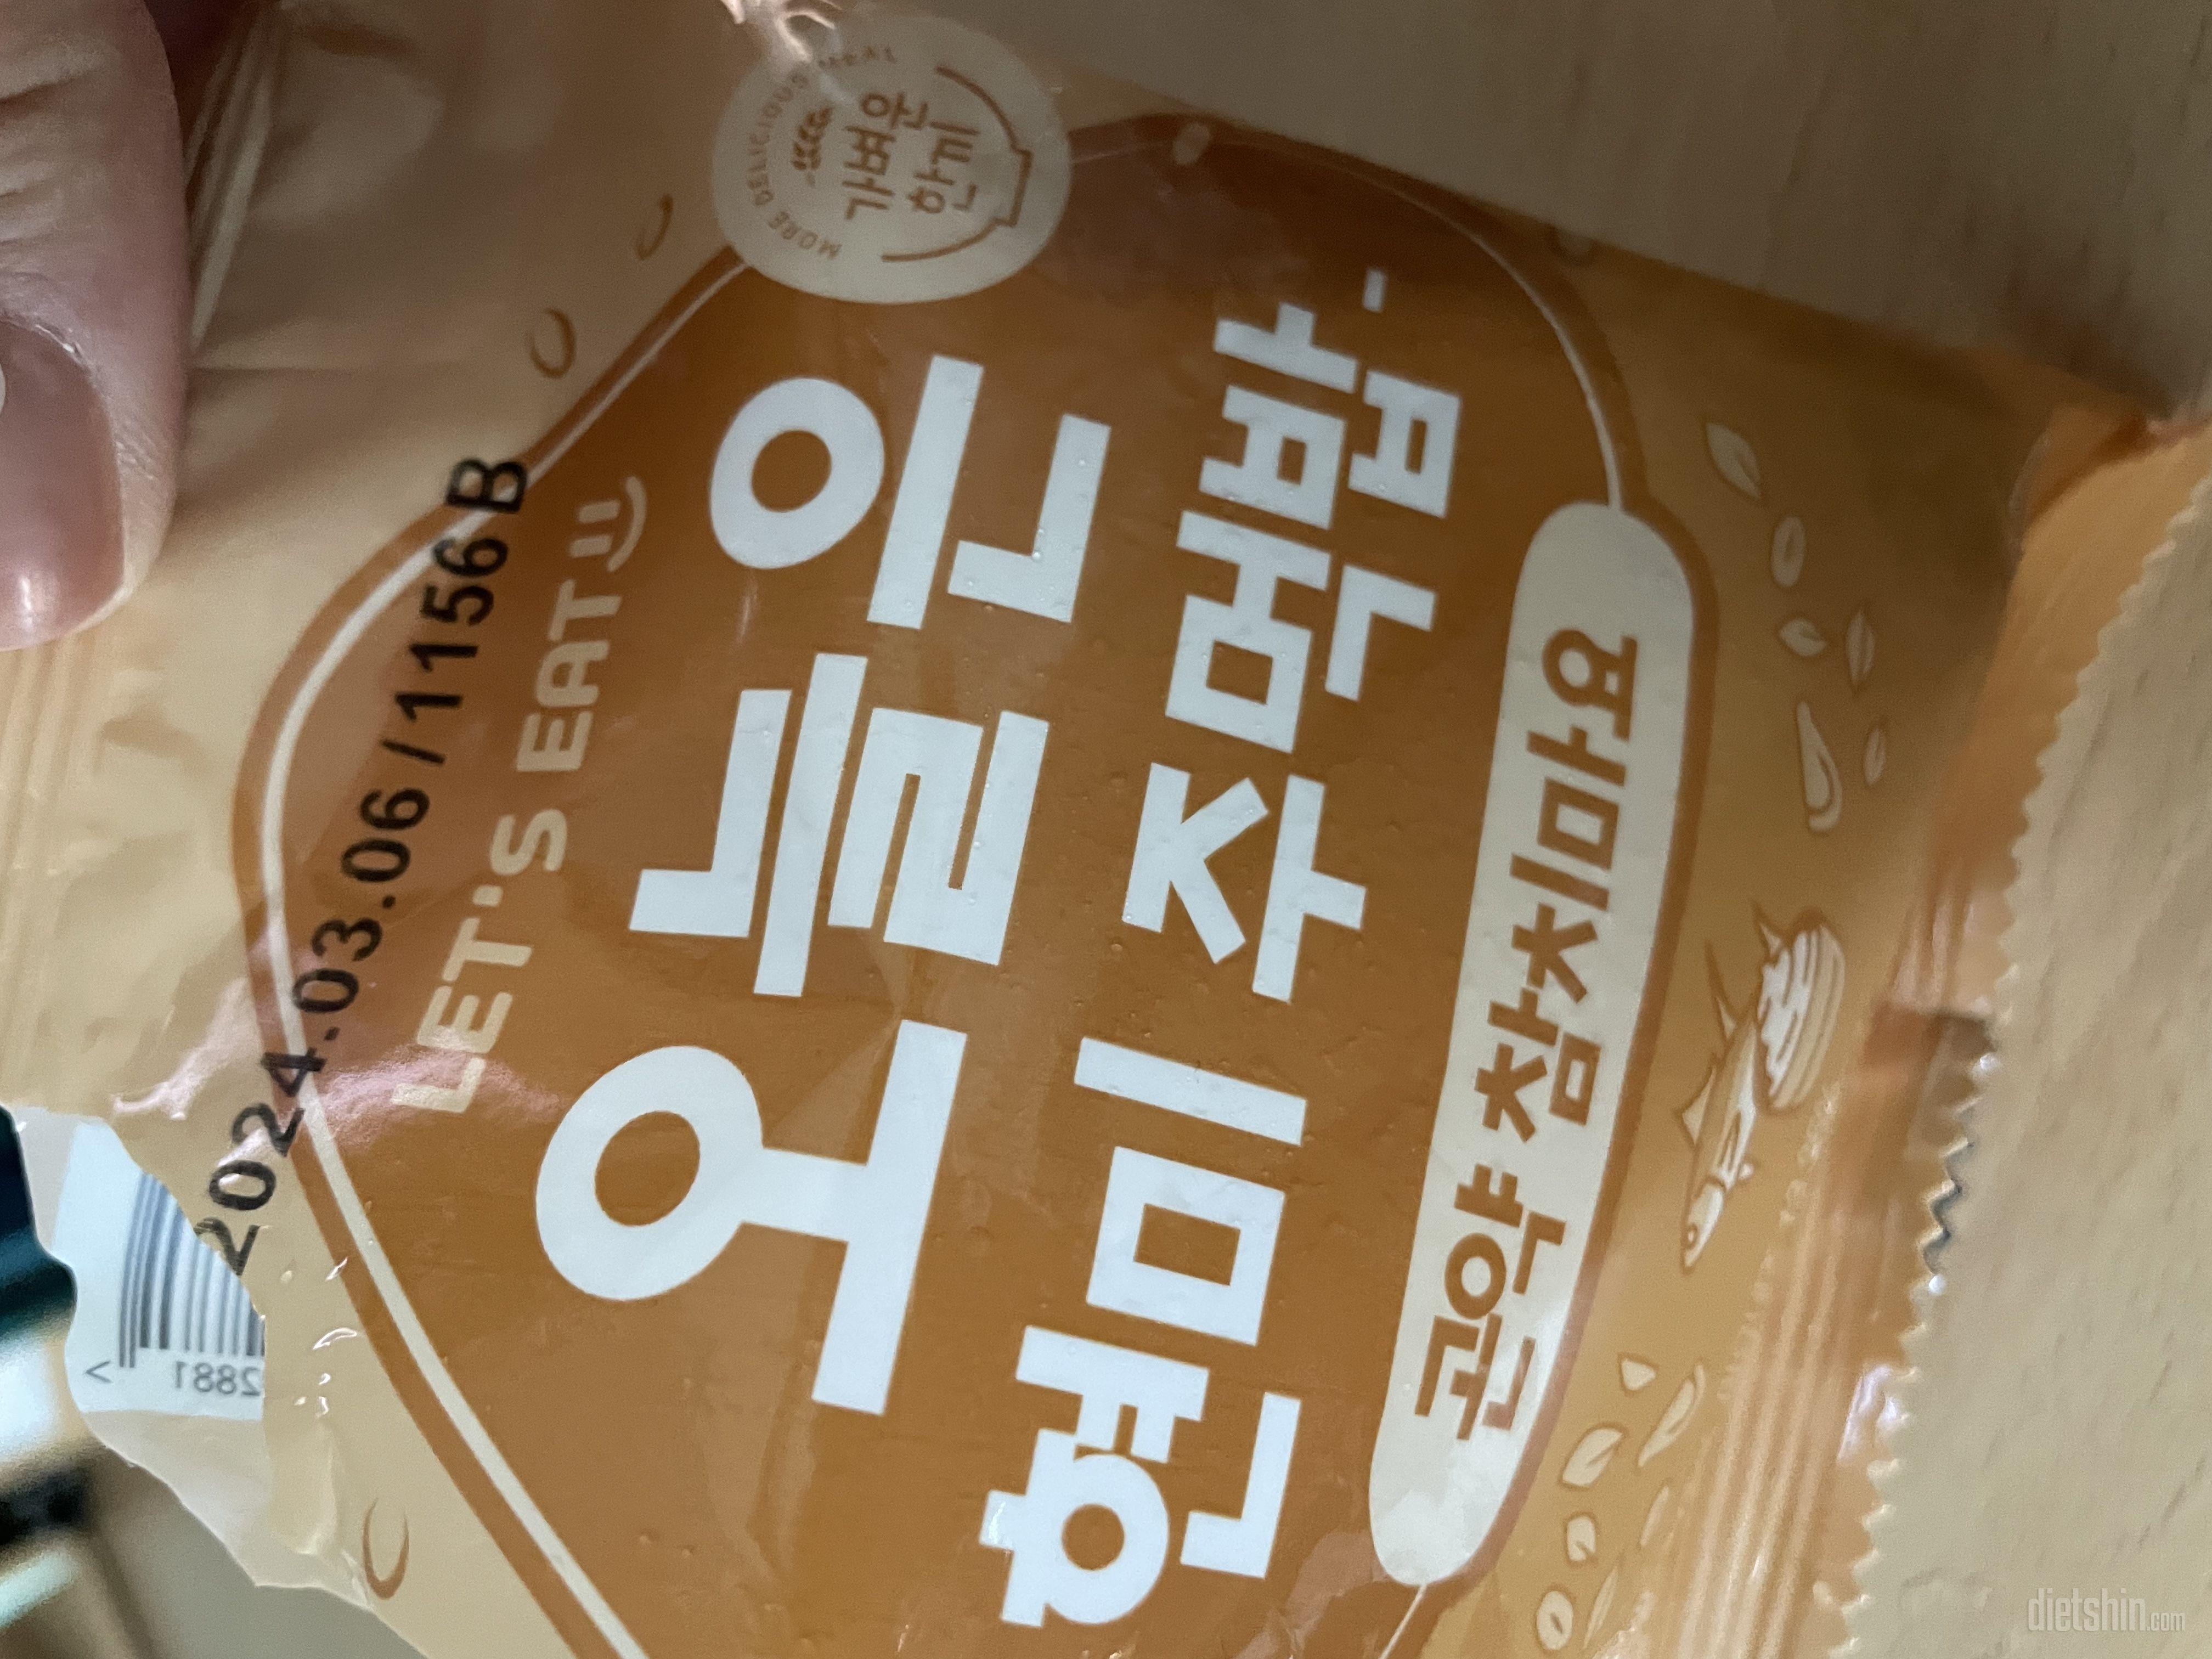 MORE DELICIOUS MEAL
가벼운
한끼
2024.03.06 / 1156 B
LET'S EAT
오늘은
현미주먹밥
곤약 참치마요
2881 >
dietshin.com